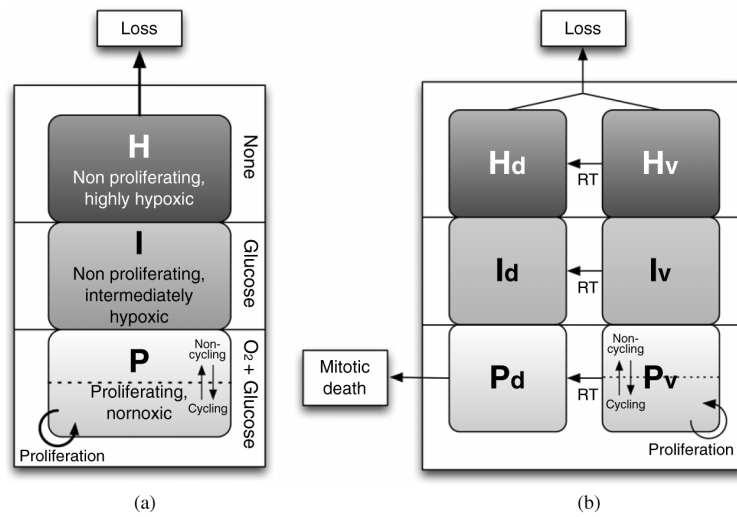 Loss
H
Non proliferating,
highly hypoxic
None
I
Non proliferating,
intermediately
hypoxic
Glucose
P
Non-
cycling
Proliferating,
nornoxic
Cycling
O2 + Glucose
Proliferation
(a)
Loss
Hd
RT
Hv
Id
RT
Iv
Mitotic
death
Pd
RT
Non-
cycling
Pv
Cycling
Proliferation
(b)